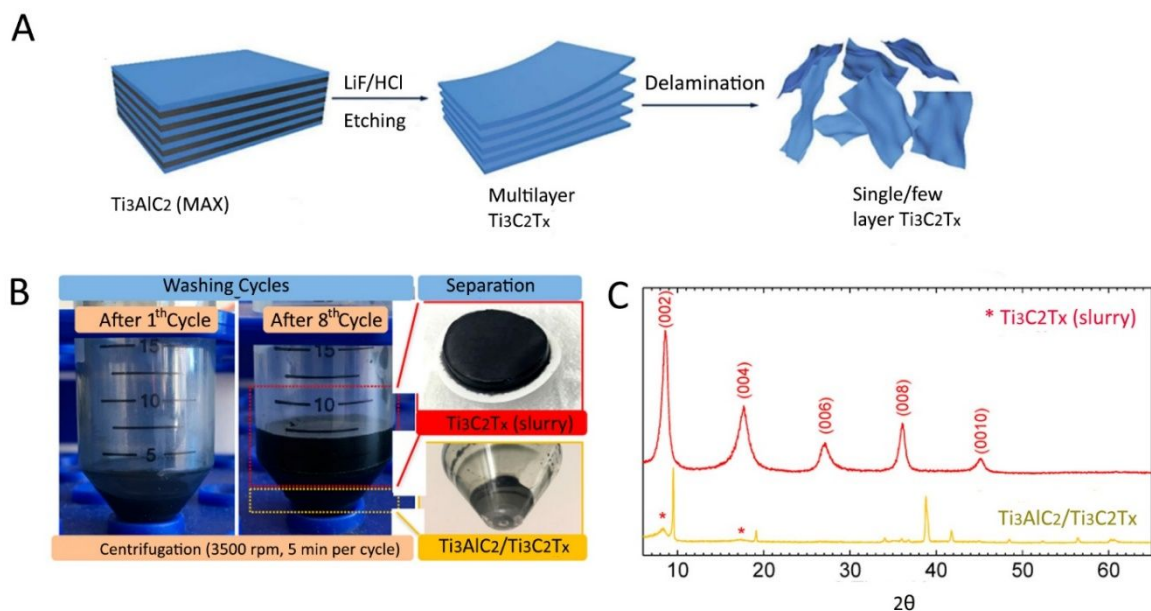 A
Ti3AlC2 (MAX)
LiF/HCl
Etching
Multilayer
Ti3C2Tx
Delamination
Single/few
layer Ti3C2Tx
B
Washing Cycles
Separation
After 1thCycle
After 8thCycle
15
10
5
15
10
Ti3C2Tx (slurry)
Ti3AlC2/Ti3C2Tx
Centrifugation (3500 rpm, 5 min per cycle)
C
* Ti3C2Tx (slurry)
(002)
(004)
(006)
(008)
(0010)
Ti3AlC2/Ti3C2Tx
* *
10 20 30 40 50 60
2θ